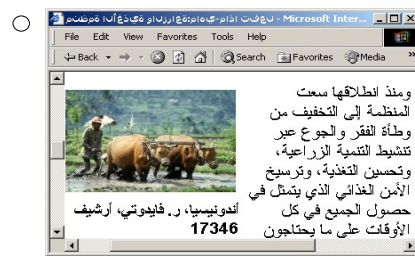 Microsoft Inter...
File Edit View Favorites Tools Help
Back Search Favorites Media »
ومنذ انطلاقها سعت
المنظمة إلى التخفيف من
وطأة الفقر والجوع عبر
تنشيط التنمية الزراعية،
وتحسين التغذية، وترسيخ
الأمن الغذائي الذي يتمثل في
حصول الجميع في كل
الأوقات على ما يحتاجون
أندونيسيا، ر. فايدوتي، أرشيف
17346